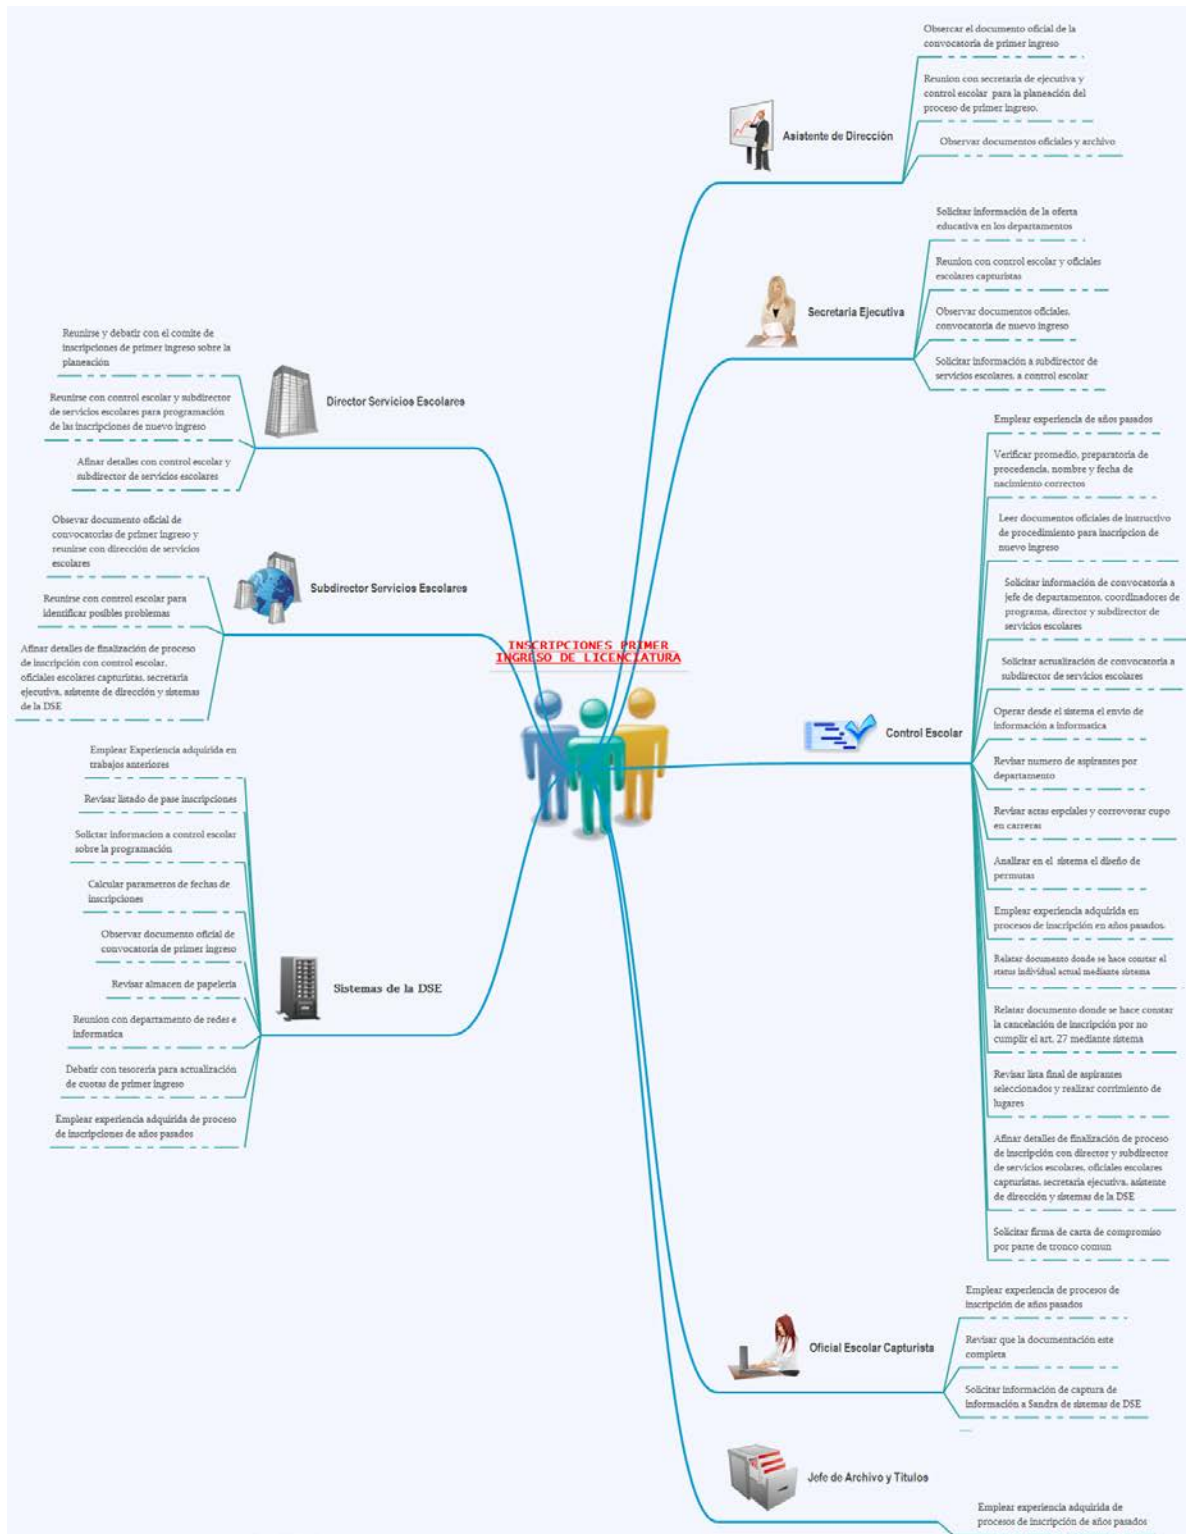 INSCRIPCIONES PRIMER
INGRESO DE LICENCIATURA
Asistente de Dirección
Obsercar el documento oficial de la
convocatoria de primer ingreso
Reunion con secretaria de ejecutiva y
control escolar para la planeación del
proceso de primer ingreso.
Observar documentos oficiales y archivo
Secretaria Ejecutiva
Solicitar información de la oferta
educativa en los departamentos
Reunion con control escolar y oficiales
escolares capturistas
Observar documentos oficiales,
convocatoria de nuevo ingreso
Solicitar información a subdirector de
servicios escolares, a control escolar
Control Escolar
Emplear experiencia de años pasados
Verificar promedio, preparatoria de
procedencia, nombre y fecha de
nacimiento correctos
Leer documentos oficiales de instructivo
de procedimiento para inscripcion de
nuevo ingreso
Solicitar información de convocatoria a
jefe de departamentos, coordinadores de
programa, director y subdirector de
servicios escolares
Solicitar actualización de convocatoria a
subdirector de servicios escolares
Operar desde el sistema el envio de
información a informatica
Revisar numero de aspirantes por
departamento
Revisar actas espciales y corroverar cupo
en carreras
Analizar en el sistema el diseño de
permutas
Emplear experiencia adquirida en
procesos de inscripción en años pasados.
Relatar documento donde se hace constar el
status individual actual mediante sistema
Relatar documento donde se hace constar
la cancelación de inscripción por no
cumplir el art. 27 mediante sistema
Revisar lista final de aspirantes
seleccionados y realizar corrimiento de
lugares
Afinar detalles de finalización de proceso
de inscripción con director y subdirector
de servicios escolares, oficiales escolares
capturistas, secretaria ejecutiva, asistente
de dirección y sistemas de la DSE
Solicitar firma de carta de compromiso
por parte de tronco comun
Oficial Escolar Capturista
Emplear experiencia de procesos de
inscripción de años pasados
Revisar que la documentación este
completa
Solicitar información de captura de
información a Sandra de sistemas de DSE
Jefe de Archivo y Titulos
Emplear experiencia adquirida de
procesos de inscripción de años pasados
Director Servicios Escolares
Reunirse y debatir con el comite de
inscripciones de primer ingreso sobre la
planeación
Reunirse con control escolar y subdirector
de servicios escolares para programación
de las inscripciones de nuevo ingreso
Afinar detalles con control escolar y
subdirector de servicios escolares
Subdirector Servicios Escolares
Obsevar documento oficial de
convocatorias de primer ingreso y
reunirse con dirección de servicios
escolares
Reunirse con control escolar para
identificar posibles problemas
Afinar detalles de finalización de proceso
de inscripción con control escolar,
oficiales escolares capturistas, secretaria
ejecutiva, asistente de dirección y sistemas
de la DSE
Sistemas de la DSE
Emplear Experiencia adquirida en
trabajos anteriores
Revisar listado de pase inscripciones
Solictar informacion a control escolar
sobre la programación
Calcular parametros de fechas de
inscripciones
Observar documento oficial de
convocatoria de primer ingreso
Revisar almacen de papeleria
Reunion con departamento de redes e
informatica
Debatir con tesoreria para actualización
de cuotas de primer ingreso
Emplear experiencia adquirida de proceso
de inscripciones de años pasados